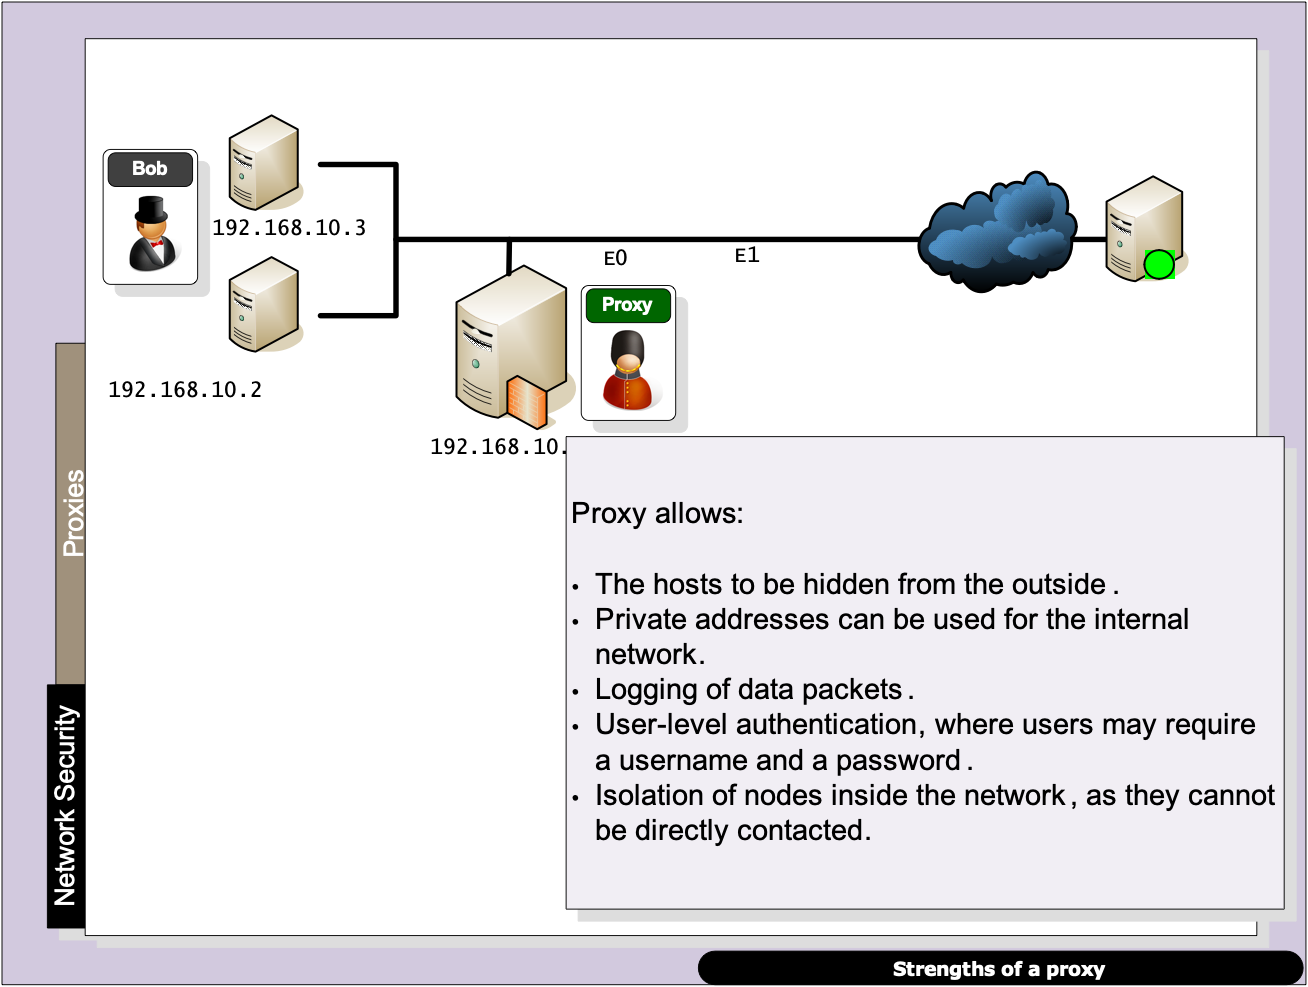 Bob
192.168.10.3
E0
E1
Proxy
192.168.10.2
192.168.10.
Proxy allows:
• The hosts to be hidden from the outside.
• Private addresses can be used for the internal
network.
• Logging of data packets.
• User-level authentication, where users may require
a username and a password.
• Isolation of nodes inside the network, as they cannot
be directly contacted.
Proxies
Network Security
Strengths of a proxy